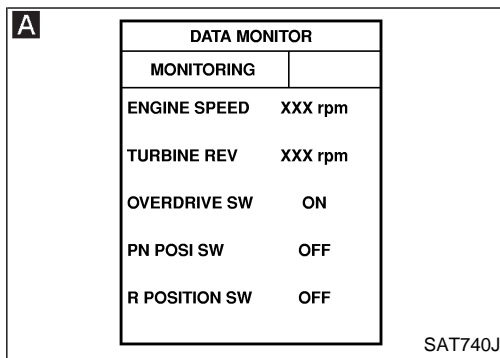 A
DATA MONITOR
MONITORING
ENGINE SPEED XXX rpm
TURBINE REV XXX rpm
OVERDRIVE SW ON
PN POSI SW OFF
R POSITION SW OFF
SAT740J